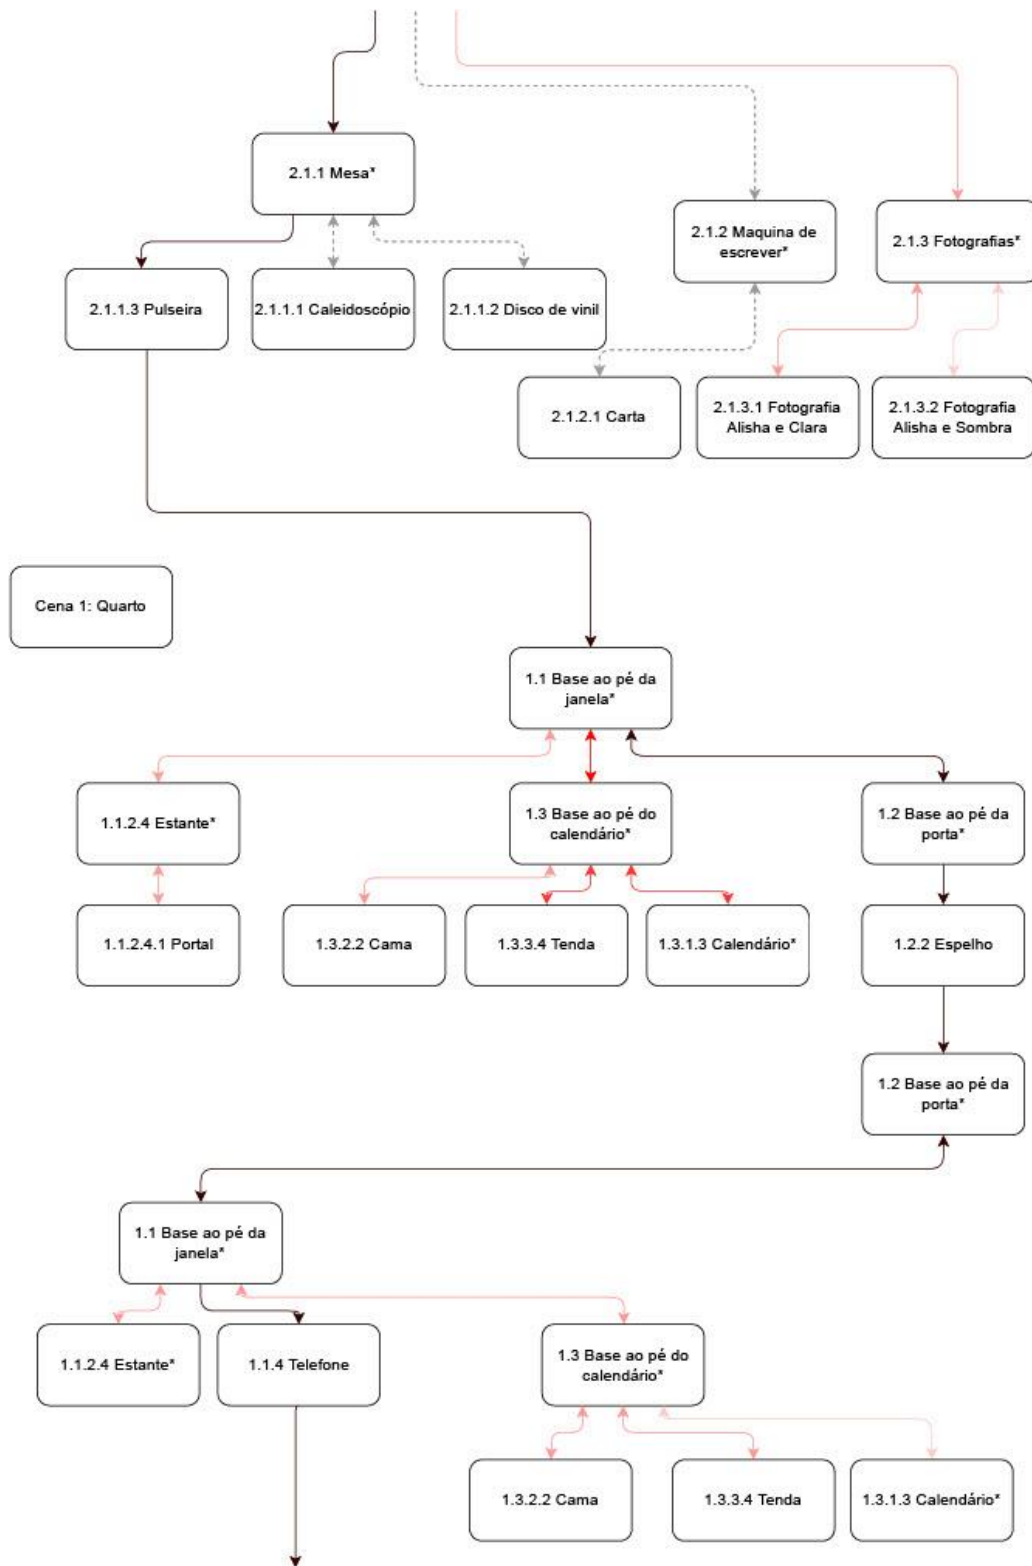 2.1.1 Mesa*
2.1.2 Maquina de
escrever*
2.1.3 Fotografias*
2.1.1.3 Pulseira
2.1.1.1 Caleidoscópio
2.1.1.2 Disco de vinil
2.1.2.1 Carta
2.1.3.1 Fotografia
Alisha e Clara
2.1.3.2 Fotografia
Alisha e Sombra
Cena 1: Quarto
1.1 Base ao pé da
janela*
1.1.2.4 Estante*
1.3 Base ao pé do
calendário*
1.2 Base ao pé da
porta*
1.1.2.4.1 Portal
1.3.2.2 Cama
1.3.3.4 Tenda
1.3.1.3 Calendário*
1.2.2 Espelho
1.2 Base ao pé da
porta*
1.1 Base ao pé da
janela*
1.1.2.4 Estante*
1.1.4 Telefone
1.3 Base ao pé do
calendário*
1.3.2.2 Cama
1.3.3.4 Tenda
1.3.1.3 Calendário*